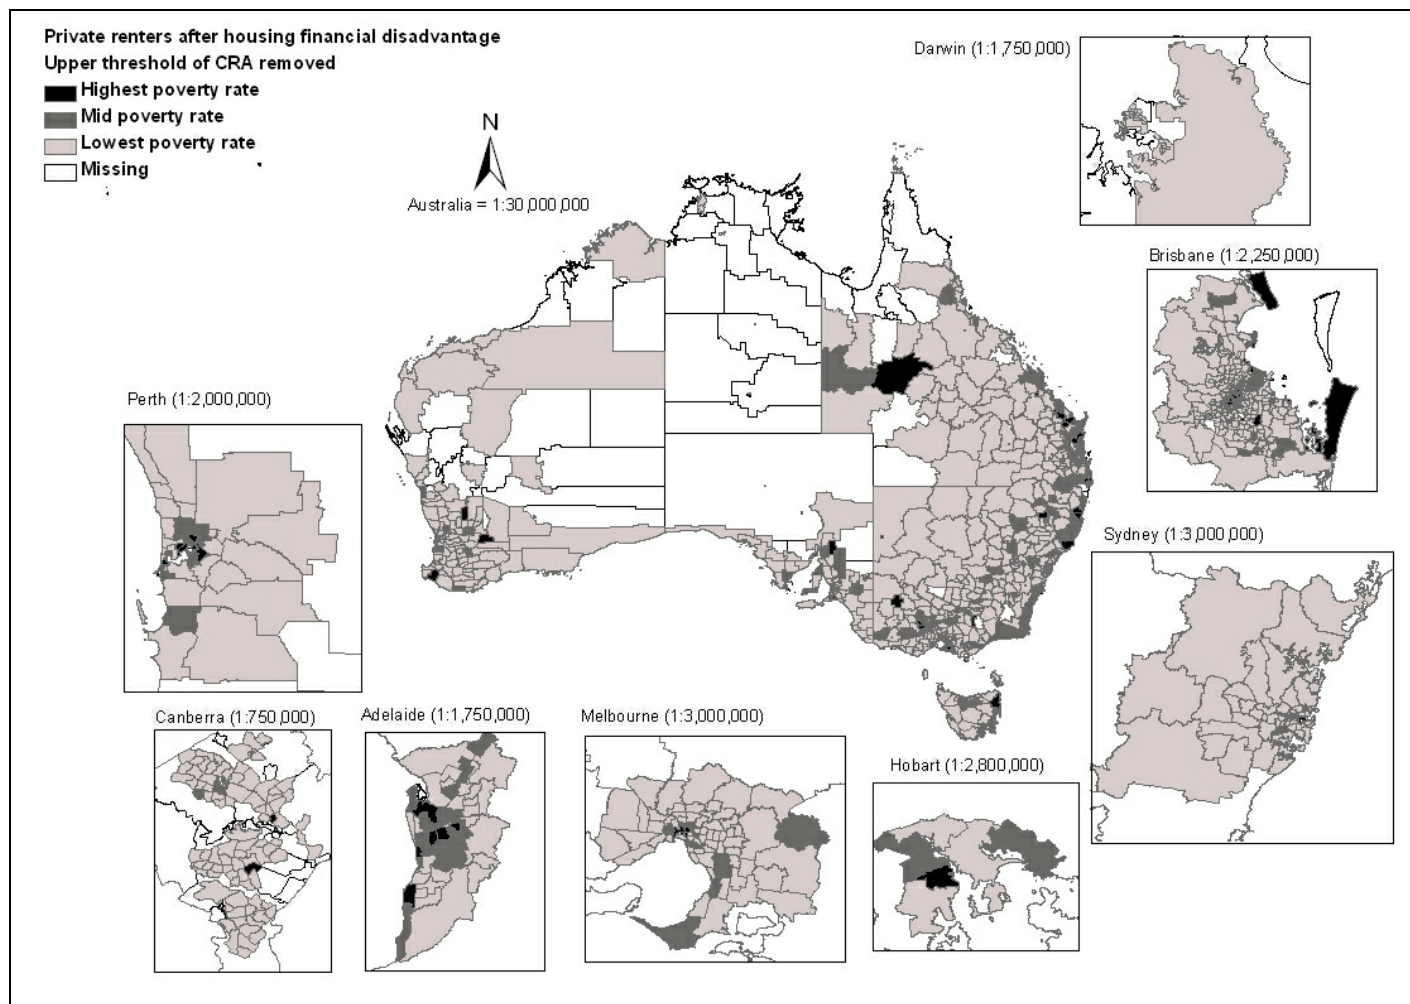 Private renters after housing financial disadvantage
Upper threshold of CRA removed
Highest poverty rate
Mid poverty rate
Lowest poverty rate
Missing
N
Australia = 1:30,000,000
Darwin (1:1,750,000)
Brisbane (1:2,250,000)
Perth (1:2,000,000)
Sydney (1:3,000,000)
Canberra (1:750,000)
Adelaide (1:1,750,000)
Melbourne (1:3,000,000)
Hobart (1:2,800,000)